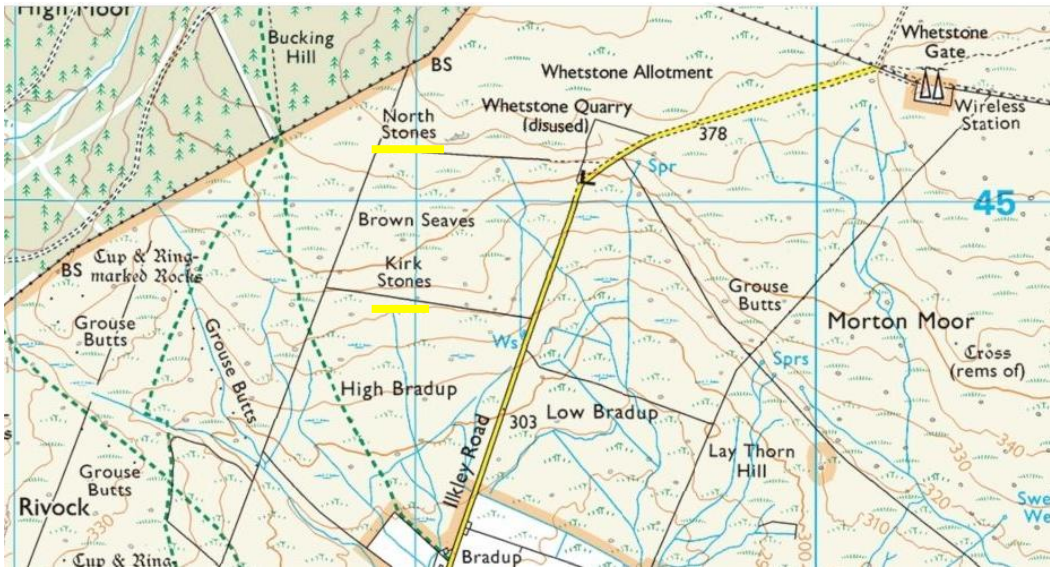 High Moor
Bucking
Hill
BS
Whetstone
Gate
Whetstone Allotment
North
Stones
Whetstone Quarry
(disused)
378
Wireless
Station
Spr
L
45
Brown Seaves
Cup & Ring-
marked Rocks
BS
Kirk
Stones
Grouse
Butts
Grouse
Butts
Morton Moor
Grouse Butts
Ws
Cross
(rems of)
Sprs
High Bradup
303
Low Bradup
Ilkley Road
Lay Thorn
Hill
340
330
320
310
300
Grouse
Butts
Rivock
330
Swe
We
Bradup
Cup & Ring-